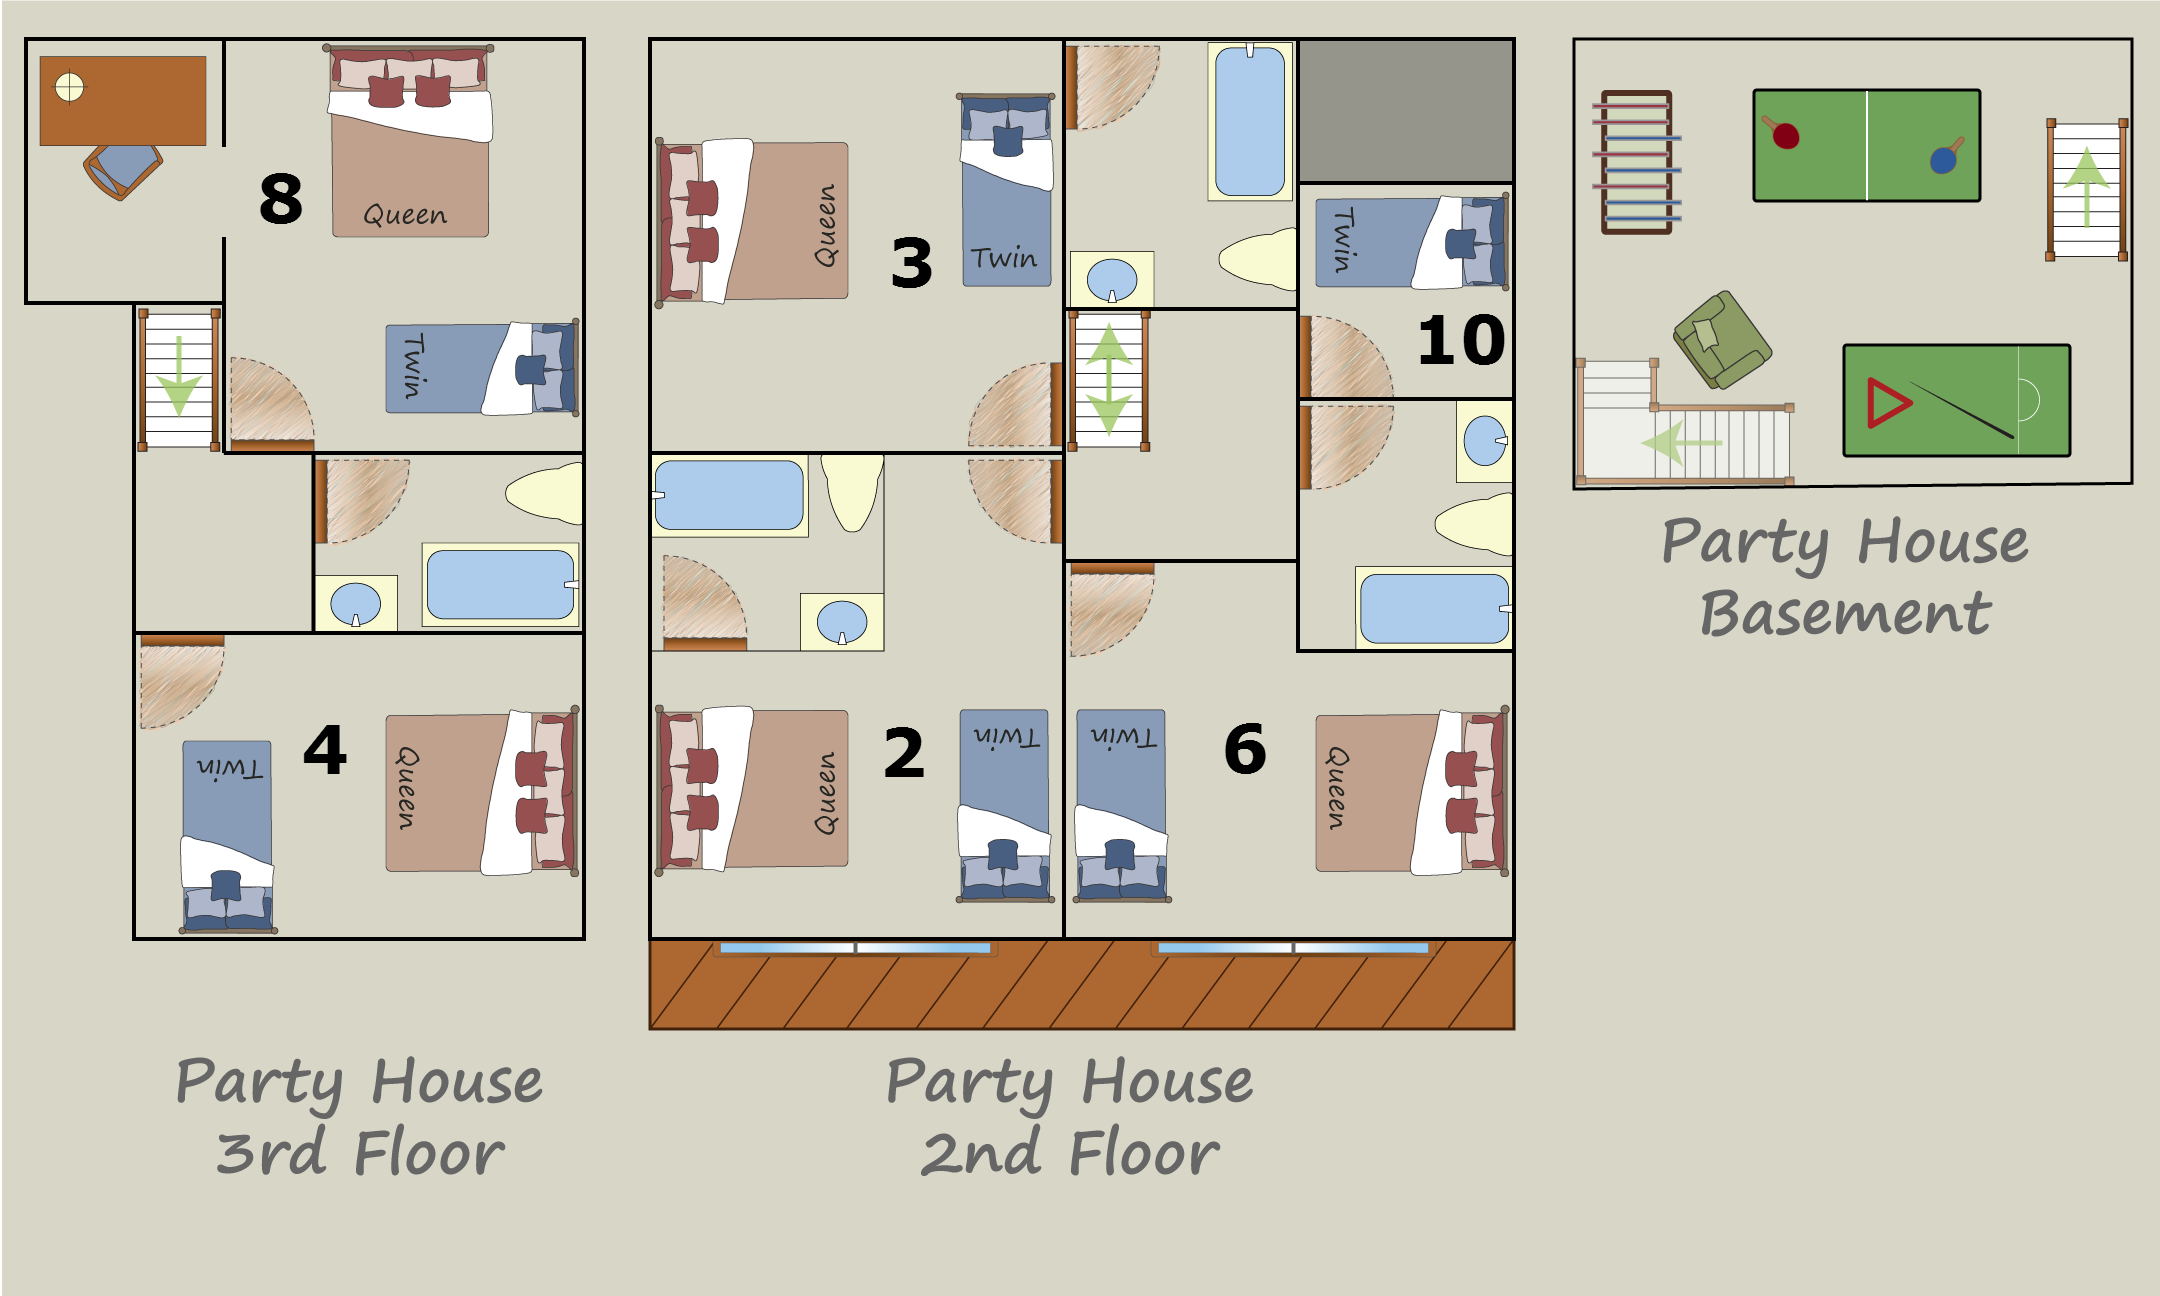 8
Queen
Twin
4
Twin
Queen
Party House
3rd Floor
Queen
3
Twin
Twin
10
Queen
2
Twin
Twin
6
Queen
Party House
2nd Floor
Party House
Basement